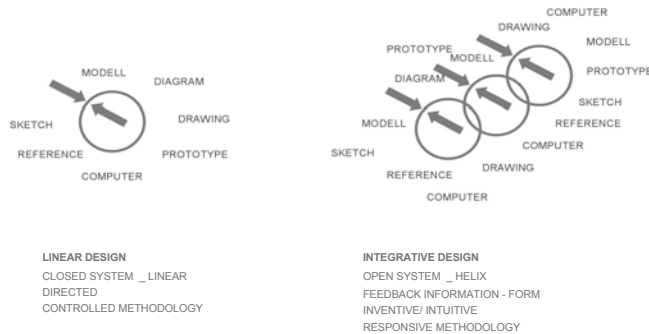 MODELL
DIAGRAM
SKETCH
DRAWING
REFERENCE
PROTOTYPE
COMPUTER
LINEAR DESIGN
CLOSED SYSTEM _ LINEAR
DIRECTED
CONTROLLED METHODOLOGY
COMPUTER
DRAWING
MODELL
PROTOTYPE
MODELL
PROTOTYPE
DIAGRAM
SKETCH
MODELL
REFERENCE
COMPUTER
SKETCH
DRAWING
REFERENCE
COMPUTER
INTEGRATIVE DESIGN
OPEN SYSTEM _ HELIX
FEEDBACK INFORMATION - FORM
INVENTIVE/ INTUITIVE
RESPONSIVE METHODOLOGY